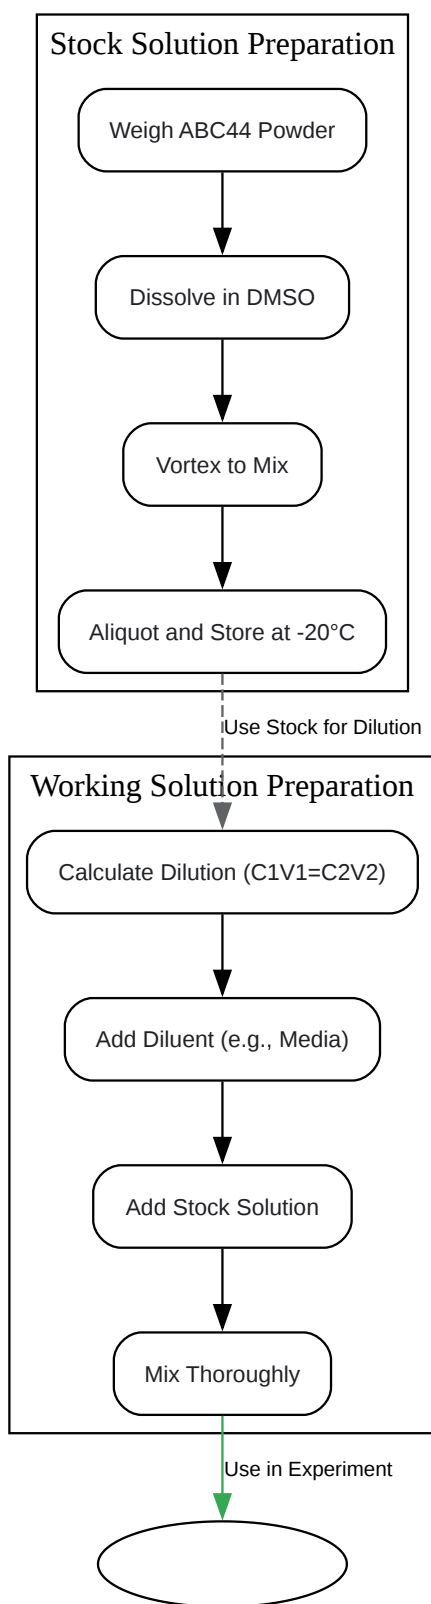 Stock Solution Preparation
Weigh ABC44 Powder
Dissolve in DMSO
Vortex to Mix
Aliquot and Store at -20°C
Use Stock for Dilution
Working Solution Preparation
Calculate Dilution (C1V1=C2V2)
Add Diluent (e.g., Media)
Add Stock Solution
Mix Thoroughly
Use in Experiment